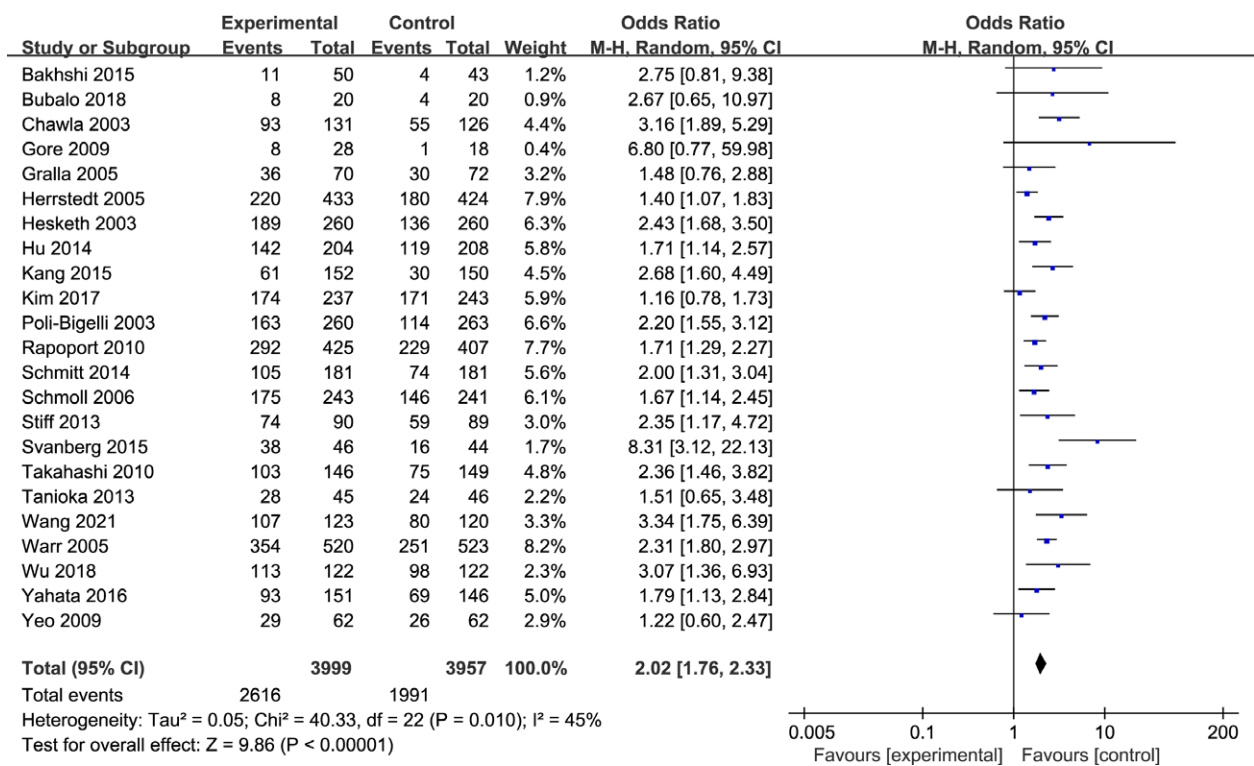 Experimental Control Odds Ratio Odds Ratio
Study or Subgroup Events Total Events Total Weight M-H, Random, 95% CI M-H, Random, 95% CI
Bakhshi 2015 11 50 4 43 1.2% 2.75 [0.81, 9.38]
Bubalo 2018 8 20 4 20 0.9% 2.67 [0.65, 10.97]
Chawla 2003 93 131 55 126 4.4% 3.16 [1.89, 5.29]
Gore 2009 8 28 1 18 0.4% 6.80 [0.77, 59.98]
Gralla 2005 36 70 30 72 3.2% 1.48 [0.76, 2.88]
Herrstedt 2005 220 433 180 424 7.9% 1.40 [1.07, 1.83]
Hesketh 2003 189 260 136 260 6.3% 2.43 [1.68, 3.50]
Hu 2014 142 204 119 208 5.8% 1.71 [1.14, 2.57]
Kang 2015 61 152 30 150 4.5% 2.68 [1.60, 4.49]
Kim 2017 174 237 171 243 5.9% 1.16 [0.78, 1.73]
Poli-Bigelli 2003 163 260 114 263 6.6% 2.20 [1.55, 3.12]
Rapoport 2010 292 425 229 407 7.7% 1.71 [1.29, 2.27]
Schmitt 2014 105 181 74 181 5.6% 2.00 [1.31, 3.04]
Schmoll 2006 175 243 146 241 6.1% 1.67 [1.14, 2.45]
Stiff 2013 74 90 59 89 3.0% 2.35 [1.17, 4.72]
Svanberg 2015 38 46 16 44 1.7% 8.31 [3.12, 22.13]
Takahashi 2010 103 146 75 149 4.8% 2.36 [1.46, 3.82]
Tanioka 2013 28 45 24 46 2.2% 1.51 [0.65, 3.48]
Wang 2021 107 123 80 120 3.3% 3.34 [1.75, 6.39]
Warr 2005 354 520 251 523 8.2% 2.31 [1.80, 2.97]
Wu 2018 113 122 98 122 2.3% 3.07 [1.36, 6.93]
Yahata 2016 93 151 69 146 5.0% 1.79 [1.13, 2.84]
Yeo 2009 29 62 26 62 2.9% 1.22 [0.60, 2.47]
Total (95% CI) 3999 3957 100.0% 2.02 [1.76, 2.33]
Total events 2616 1991
Heterogeneity: Tau² = 0.05; Chi² = 40.33, df = 22 (P = 0.010); I² = 45%
Test for overall effect: Z = 9.86 (P < 0.00001)
0.005 0.1 1 10 200
Favours [experimental] Favours [control]